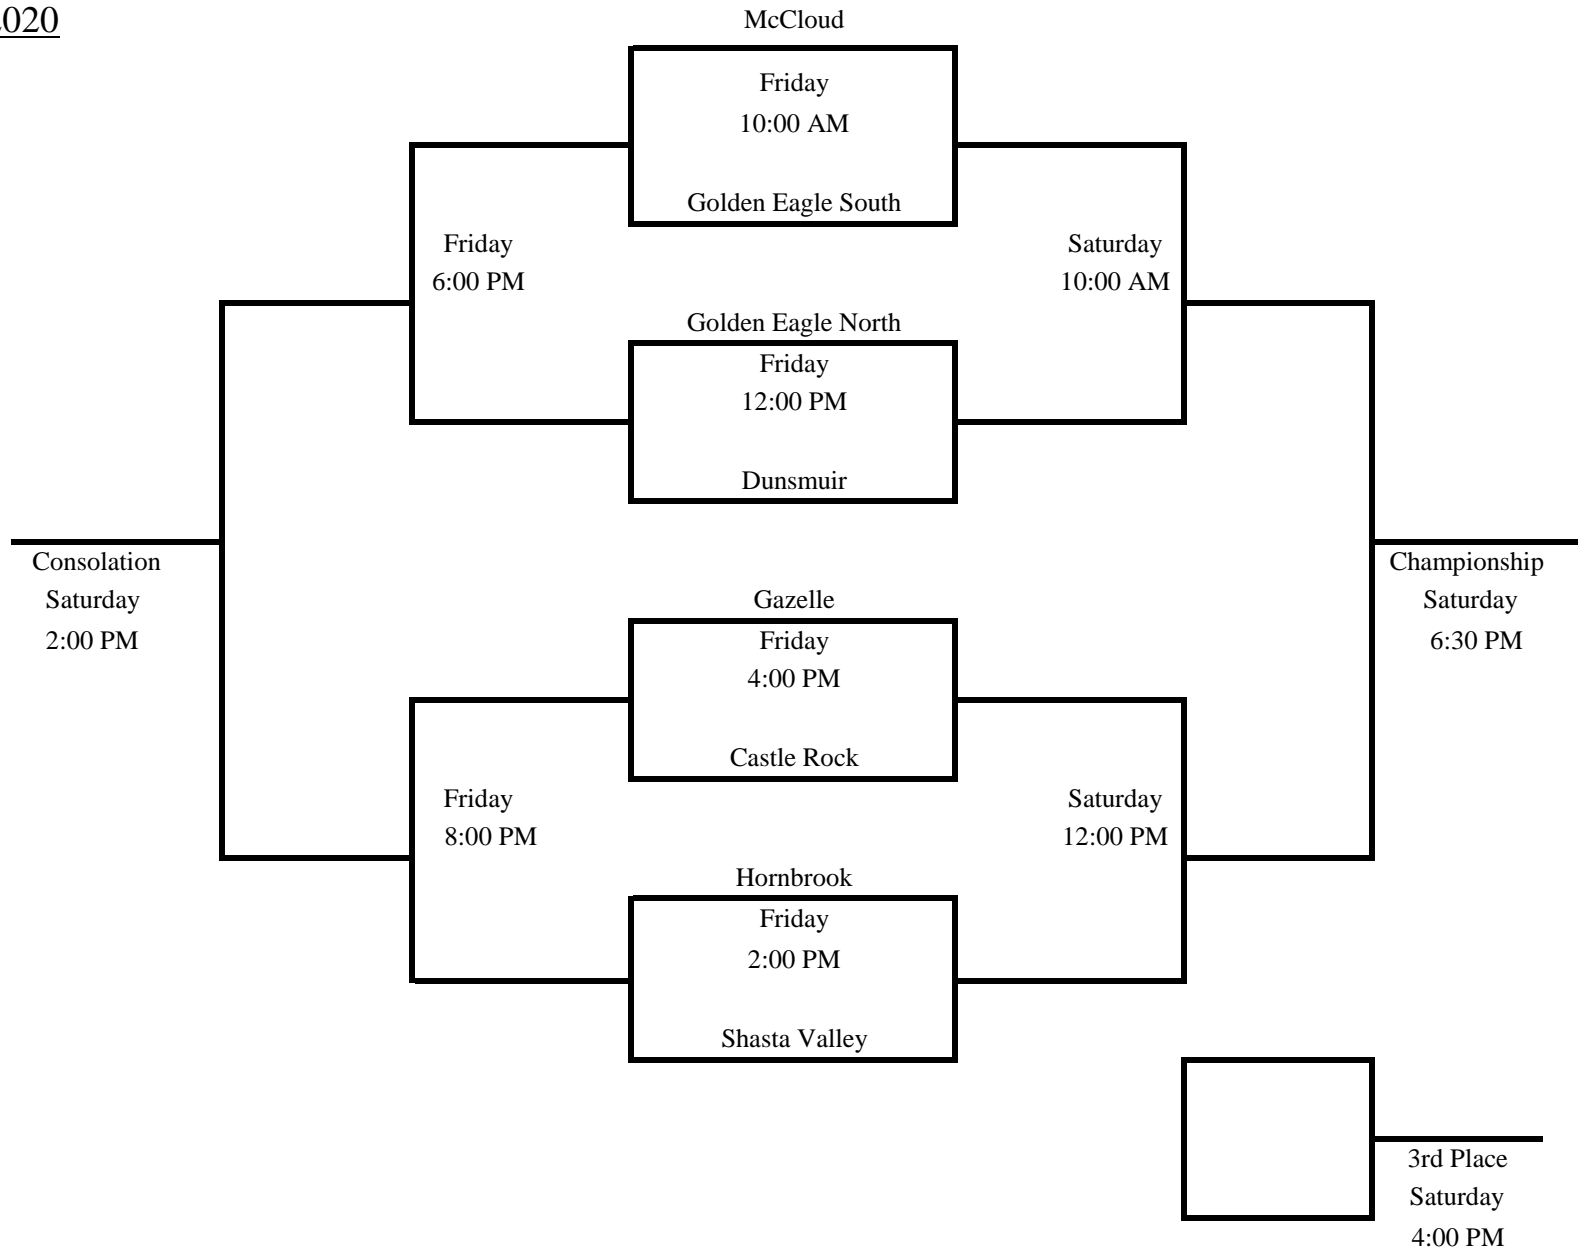 McCloud
Friday
10:00 AM
Golden Eagle South
Friday
6:00 PM
Saturday
10:00 AM
Golden Eagle North
Friday
12:00 PM
Dunsmuir
Consolation
Saturday
2:00 PM
Championship
Saturday
6:30 PM
Gazelle
Friday
4:00 PM
Castle Rock
Friday
8:00 PM
Saturday
12:00 PM
Hornbrook
Friday
2:00 PM
Shasta Valley
3rd Place
Saturday
4:00 PM